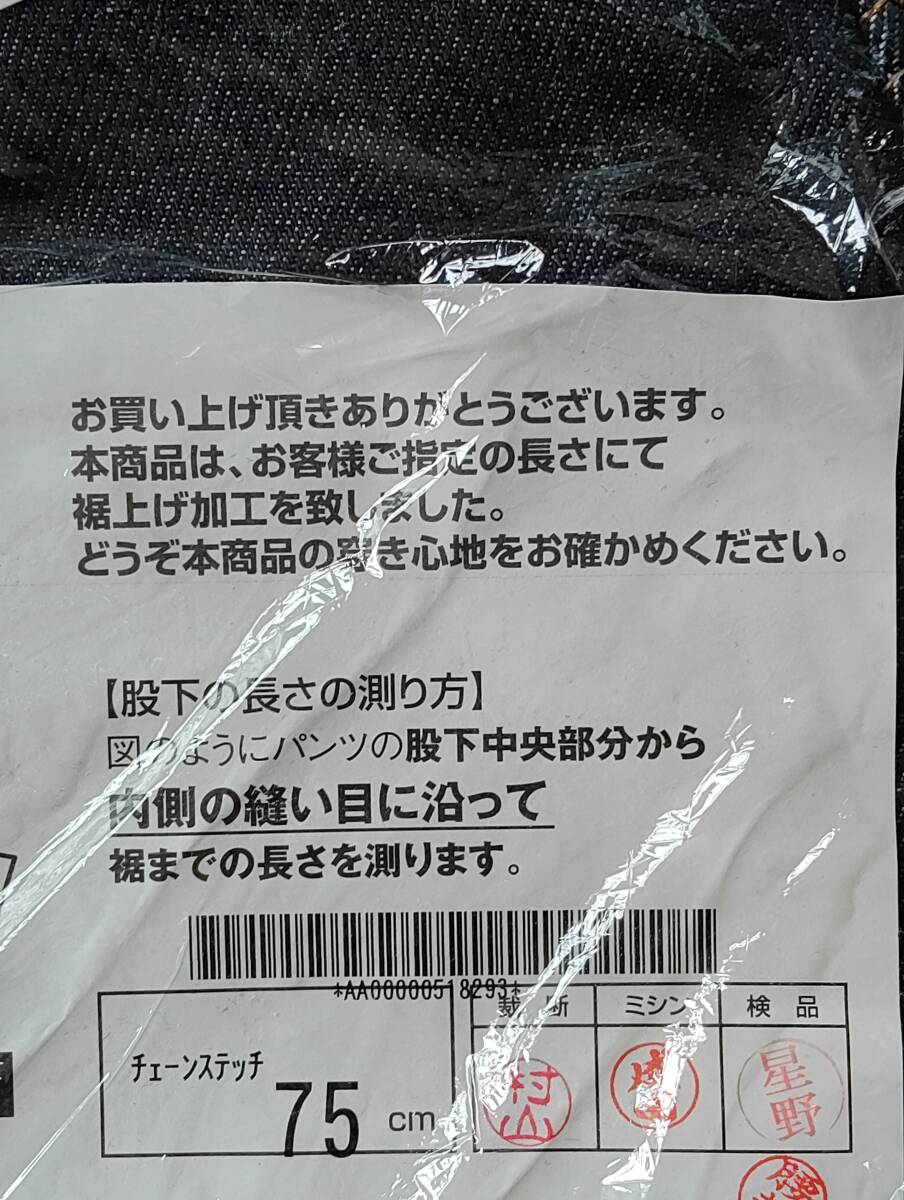 お買い上げ頂きありがとうございます。
本商品は、お客様ご指定の長さにて
裾上げ加工を致しました。
どうぞ本商品の穿き心地をお確かめください。
【股下の長さの測り方】
図のようにパンツの股下中央部分から
内側の縫い目に沿って
裾までの長さを測ります。
*AA00000518293*
裁断 ミシン 検品
チェーンステッチ
75 cm
村山
星野